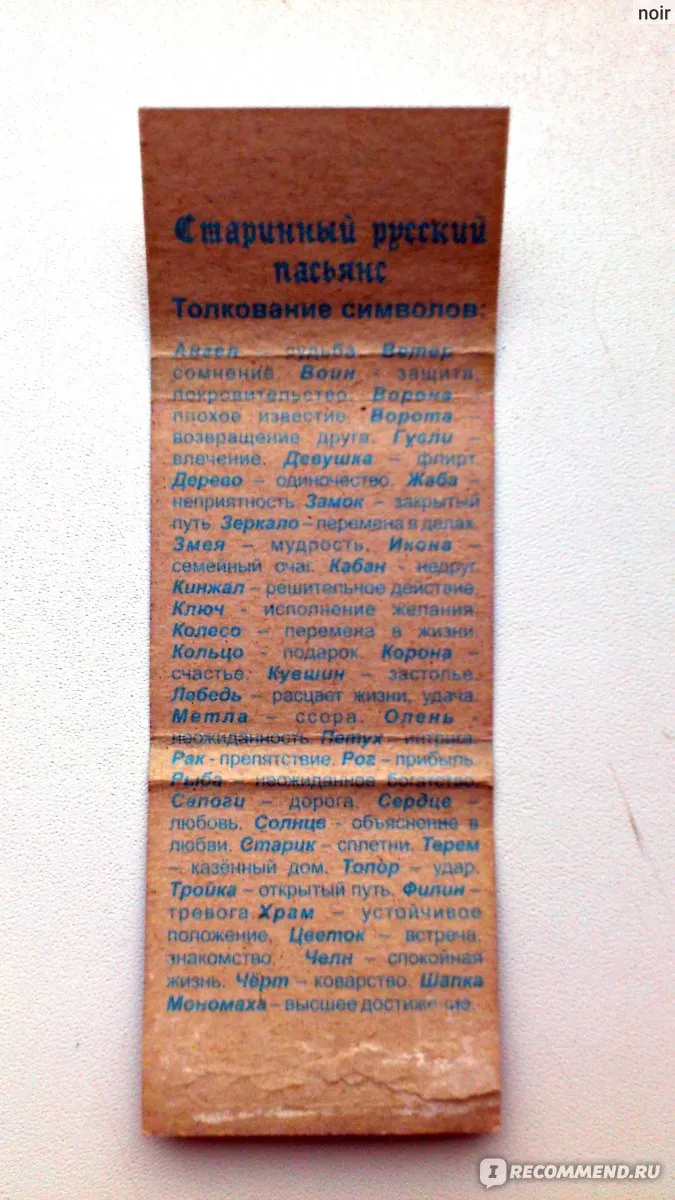 noir
Старинный русский
пасьянс
Толкование символов:
Ангел – судьба. Ветер –
сомнение. Воин - защита,
покровительство. Ворона –
плохое известие. Ворота –
возвращение друга. Гусли –
влечение. Девушка – флирт.
Дерево – одиночество. Жаба –
неприятность. Замок – закрытый
путь. Зеркало – перемена в делах.
Змея – мудрость. Икона –
семейный очаг. Кабан - недруг.
Кинжал – решительное действие.
Ключ - исполнение желания.
Колесо – перемена в жизни.
Кольцо - подарок. Корона –
счастье. Кувшин – застолье.
Лебедь – расцвет жизни, удача.
Метла – ссора. Олень -
неожиданность. Петух - интрига.
Рак - препятствие. Рог – прибыль.
Рыба – неожиданное богатство.
Сапоги – дорога. Сердце –
любовь. Солнце - объяснение в
любви. Старик – сплетни. Терем
– казённый дом. Топор – удар.
Тройка – открытый путь. Филин –
тревога. Храм – устойчивое
положение. Цветок – встреча,
знакомство. Челн – спокойная
жизнь. Чёрт – коварство. Шапка
Мономаха – высшее достижение.
IRECOMMEND.RU